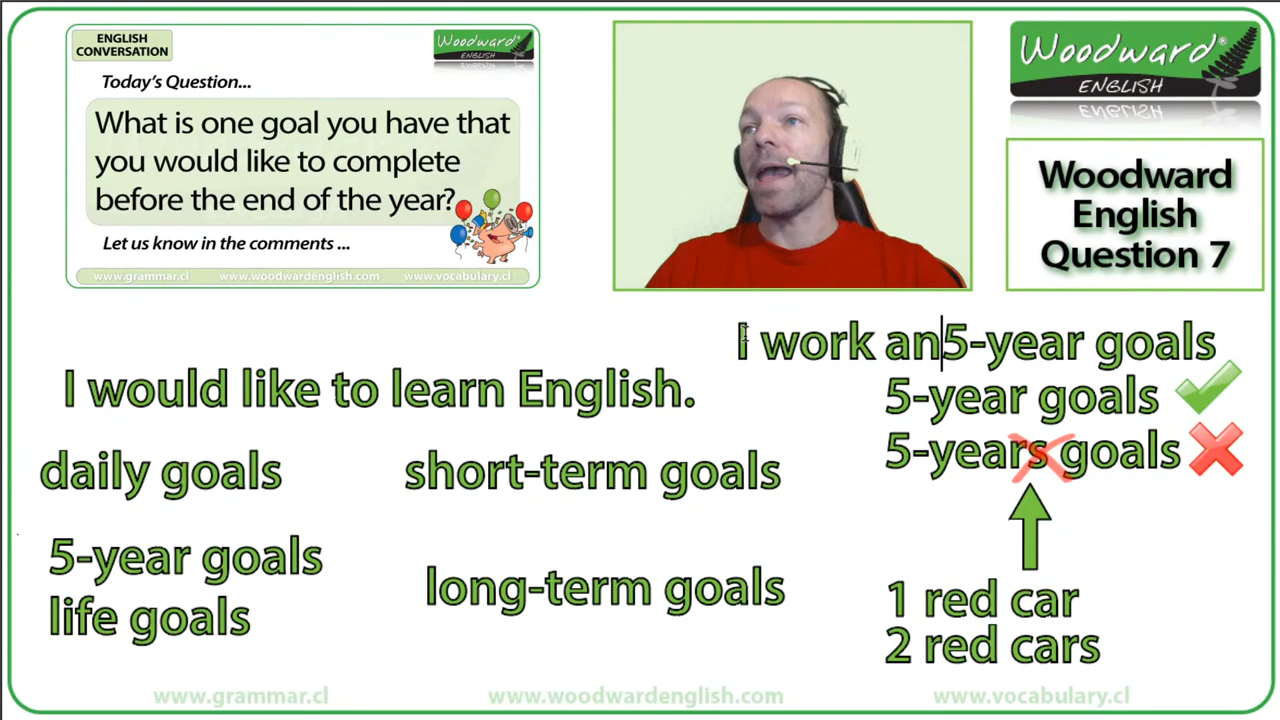 ENGLISH
CONVERSATION
Woodward
ENGLISH
Today's Question...
What is one goal you have that
you would like to complete
before the end of the year?
Let us know in the comments ...
www.grammar.cl www.woodwardenglish.com www.vocabulary.cl
Woodward®
ENGLISH
Woodward
English
Question 7
I work an5-year goals
5-year goals
5-years goals
I would like to learn English.
daily goals
short-term goals
5-year goals
life goals
long-term goals
1 red car
2 red cars
www.grammar.cl www.woodwardenglish.com www.vocabulary.cl